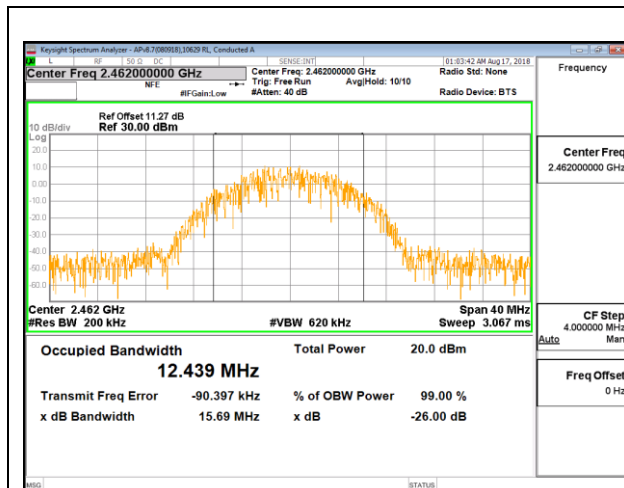 Keysight Spectrum Analyzer - APv8.7(080918),10629 RL, Conducted A
L RF 50 Ω DC SENSE:INT 01:03:42 AM Aug 17, 2018
Center Freq 2.462000000 GHz
NFE
#IFGain:Low
Center Freq: 2.462000000 GHz
Trig: Free Run Avg|Hold: 10/10
#Atten: 40 dB
Radio Std: None
Radio Device: BTS
Frequency
Ref Offset 11.27 dB
10 dB/div Ref 30.00 dBm
Log
20.0
10.0
0.00
-10.0
-20.0
-30.0
-40.0
-50.0
-60.0
Center 2.462 GHz Span 40 MHz
#Res BW 200 kHz #VBW 620 kHz Sweep 3.067 ms
Occupied Bandwidth Total Power 20.0 dBm
12.439 MHz
Transmit Freq Error -90.397 kHz % of OBW Power 99.00 %
x dB Bandwidth 15.69 MHz x dB -26.00 dB
Center Freq
2.462000000 GHz
CF Step
4.000000 MHz
Auto Man
Freq Offset
0 Hz
MSG STATUS